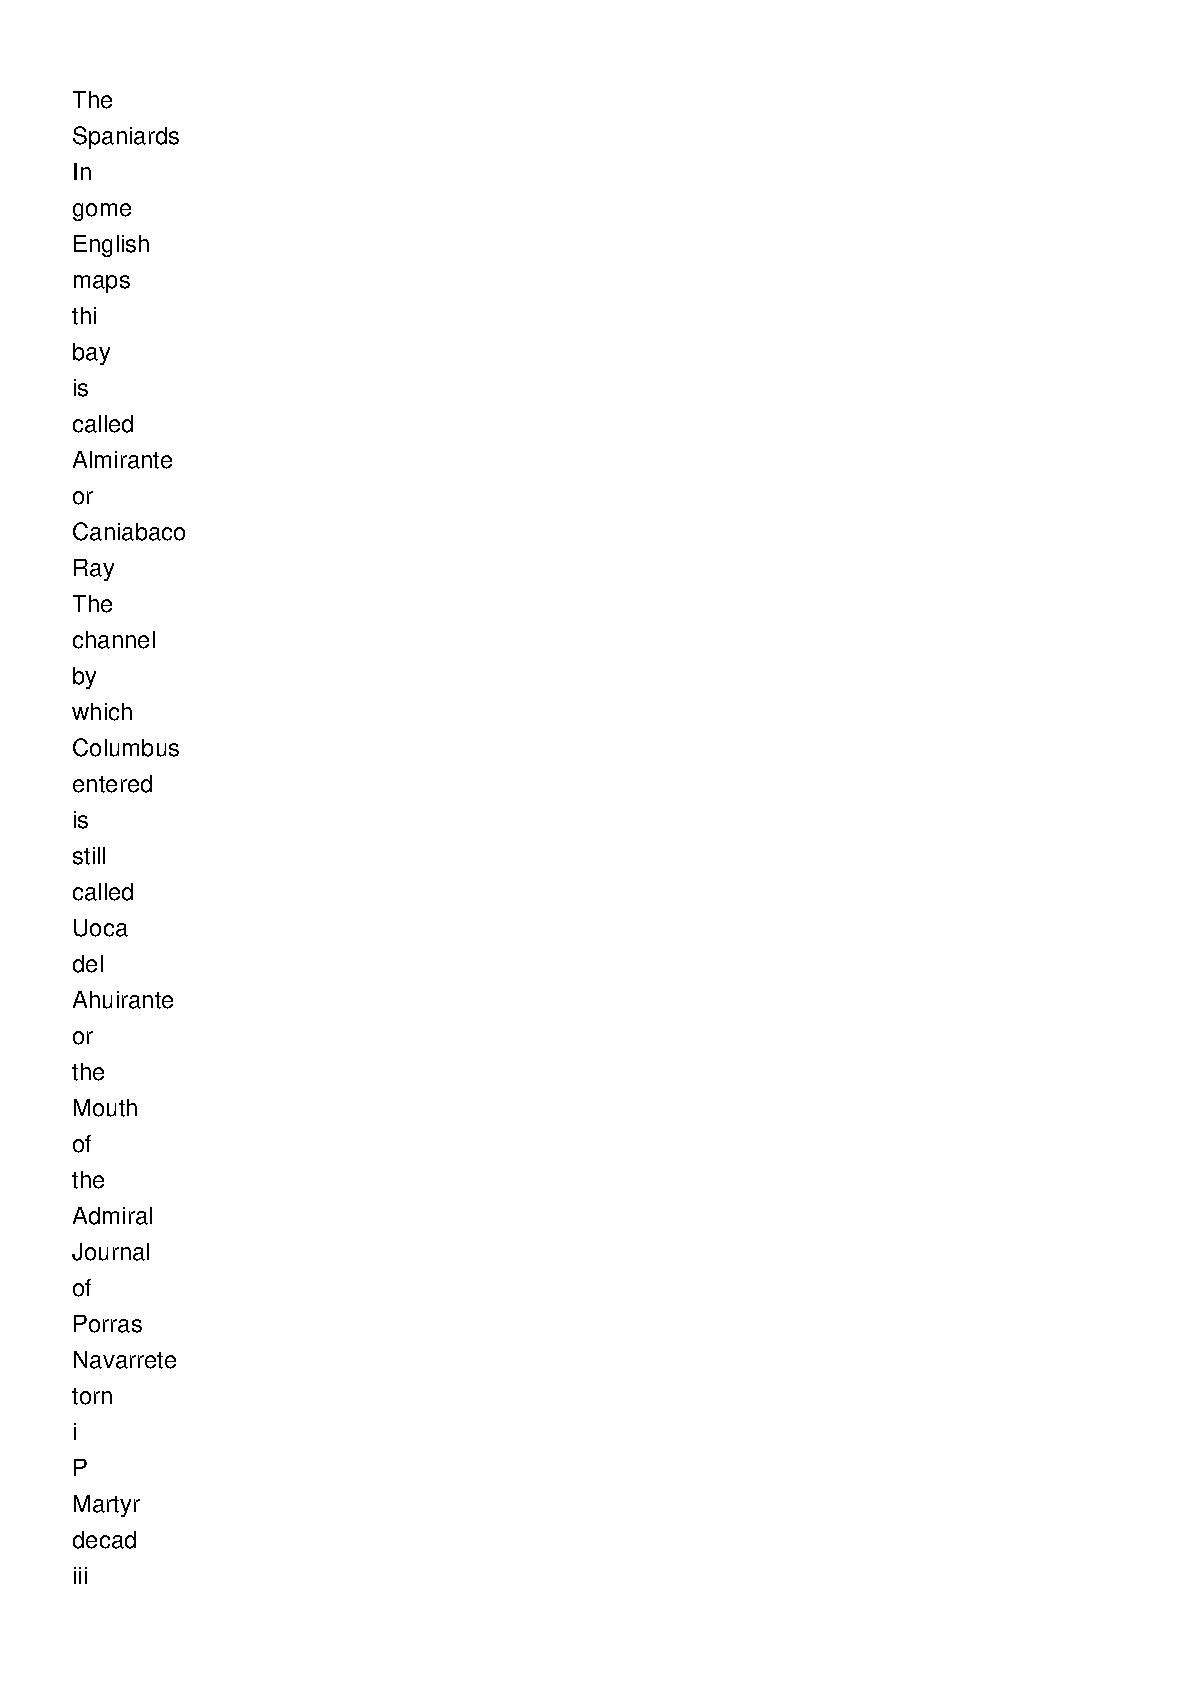 The
Spaniards
In
gome
English
maps
thi
bay
is
called
Almirante
or
Caniabaco
Ray
The
channel
by
which
Columbus
entered
is
still
called
Uoca
del
Ahuirante
or
the
Mouth
of
the
Admiral
Journal
of
Porras
Navarrete
torn
i
P
Martyr
decad
iii